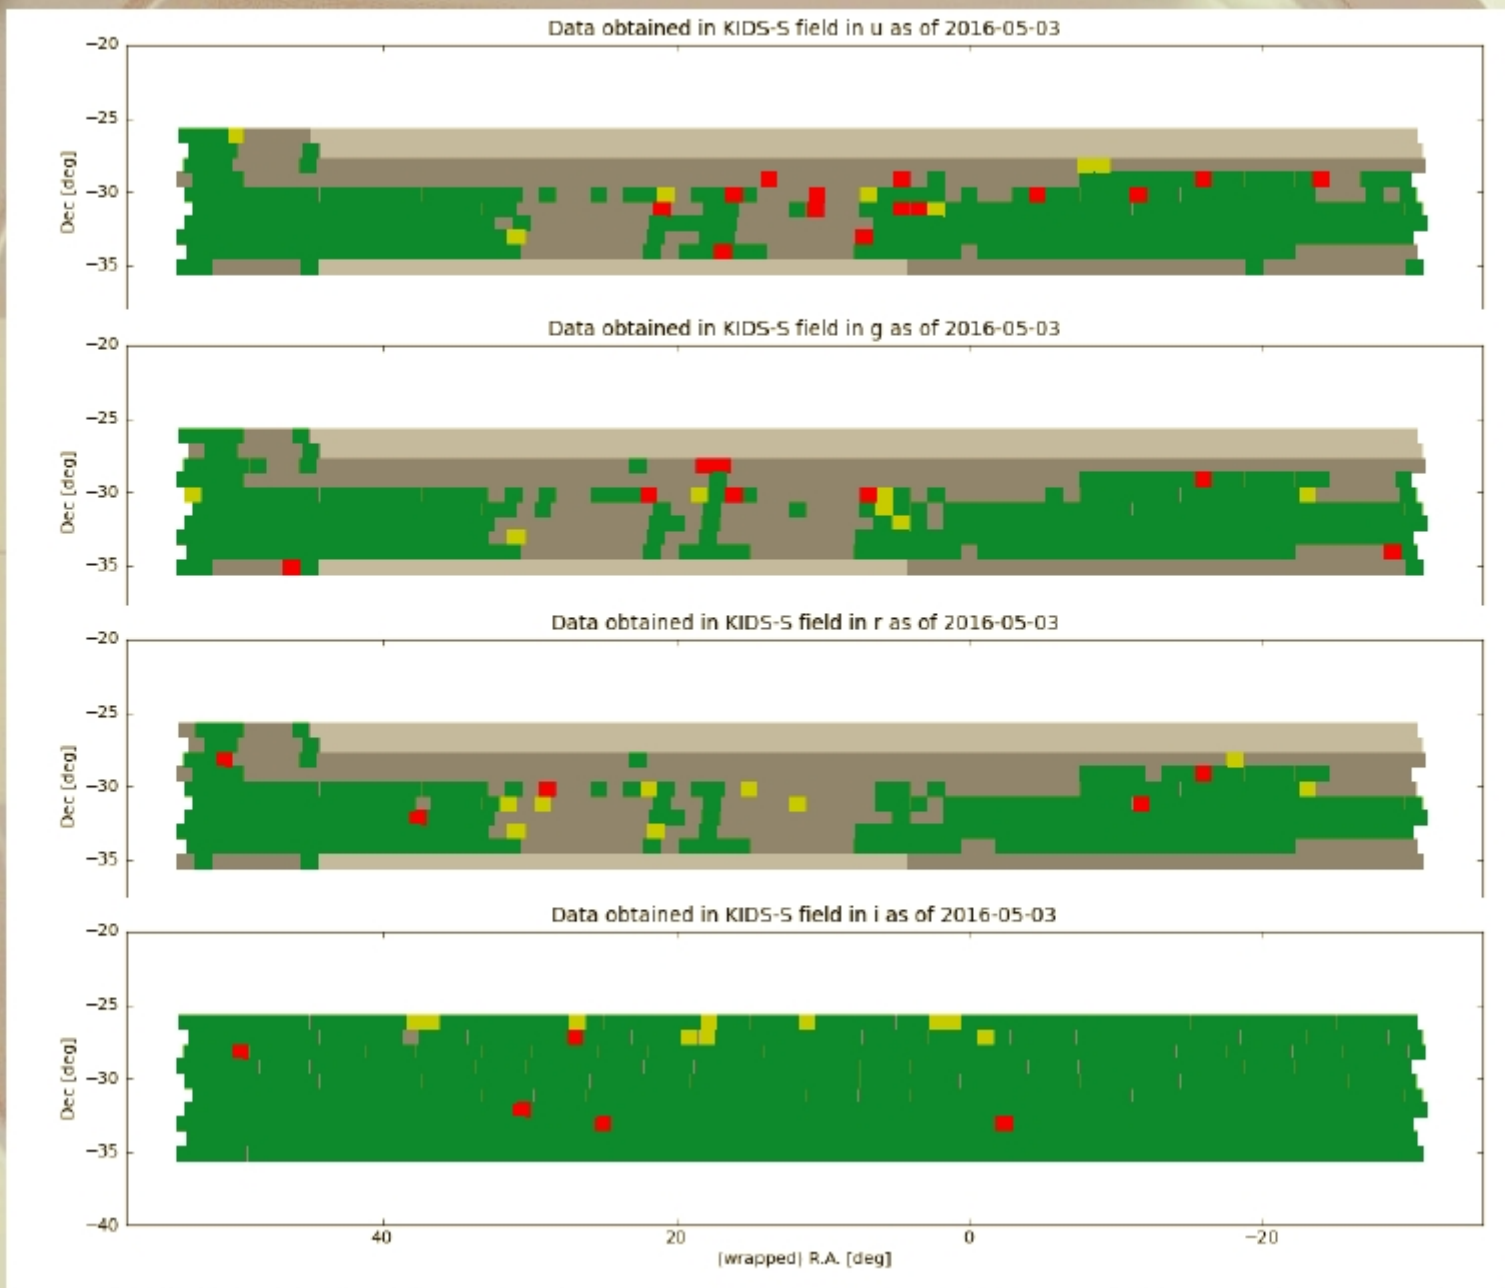 Data obtained in KIDS-S field in u as of 2016-05-03
−20
−25
−30
−35
Dec [deg]
Data obtained in KIDS-S field in g as of 2016-05-03
−20
−25
−30
−35
Dec [deg]
Data obtained in KIDS-S field in r as of 2016-05-03
−20
−25
−30
−35
Dec [deg]
Data obtained in KIDS-S field in i as of 2016-05-03
−20
−25
−30
−35
−40
Dec [deg]
40 20 0 −20
(wrapped) R.A. [deg]